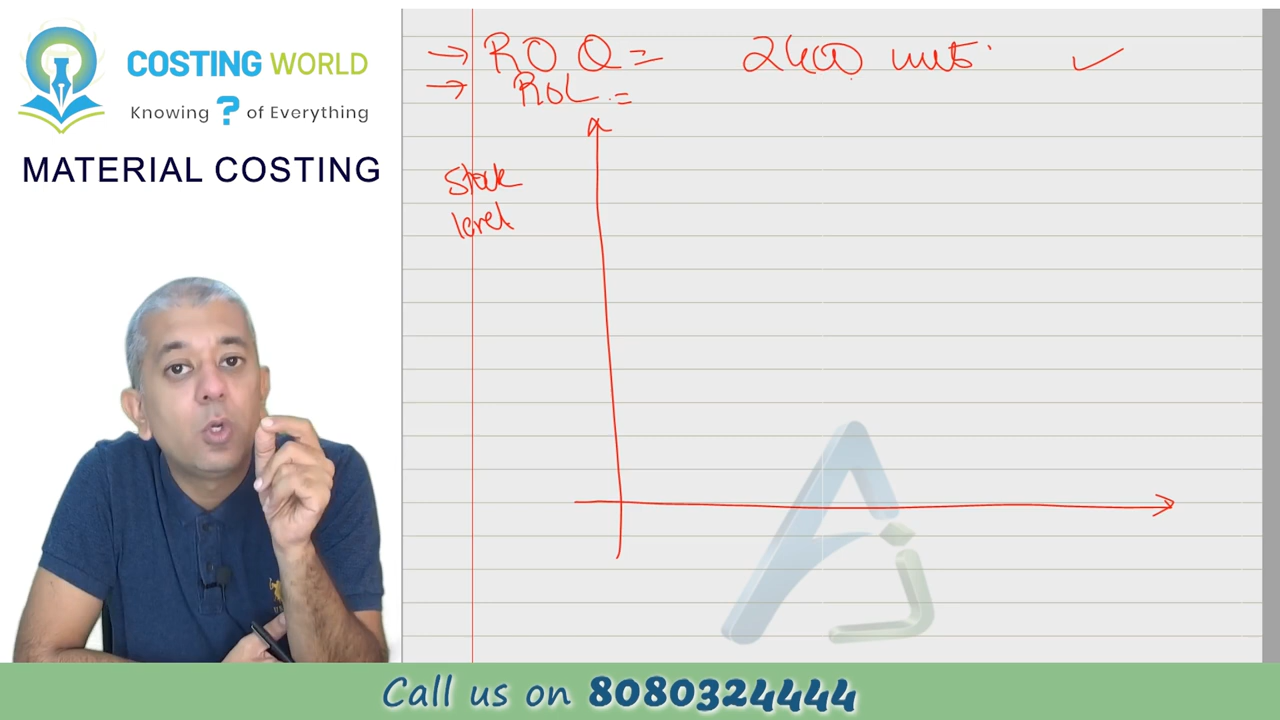 COSTING WORLD
Knowing ? of Everything
MATERIAL COSTING
→ ROQ = 2400 units ✓
→ ROL =
Stock
level
Call us on 8080324444